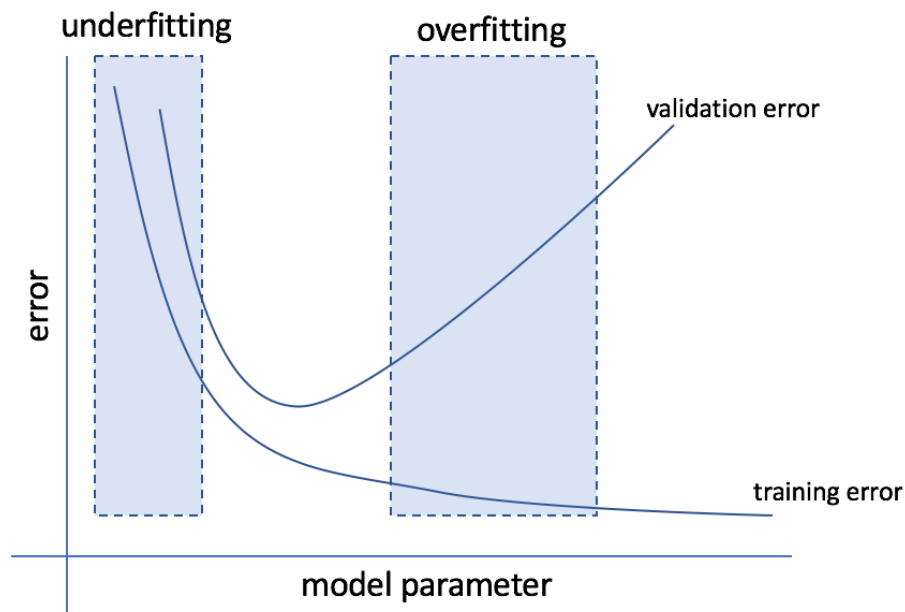 underfitting
overfitting
validation error
error
training error
model parameter